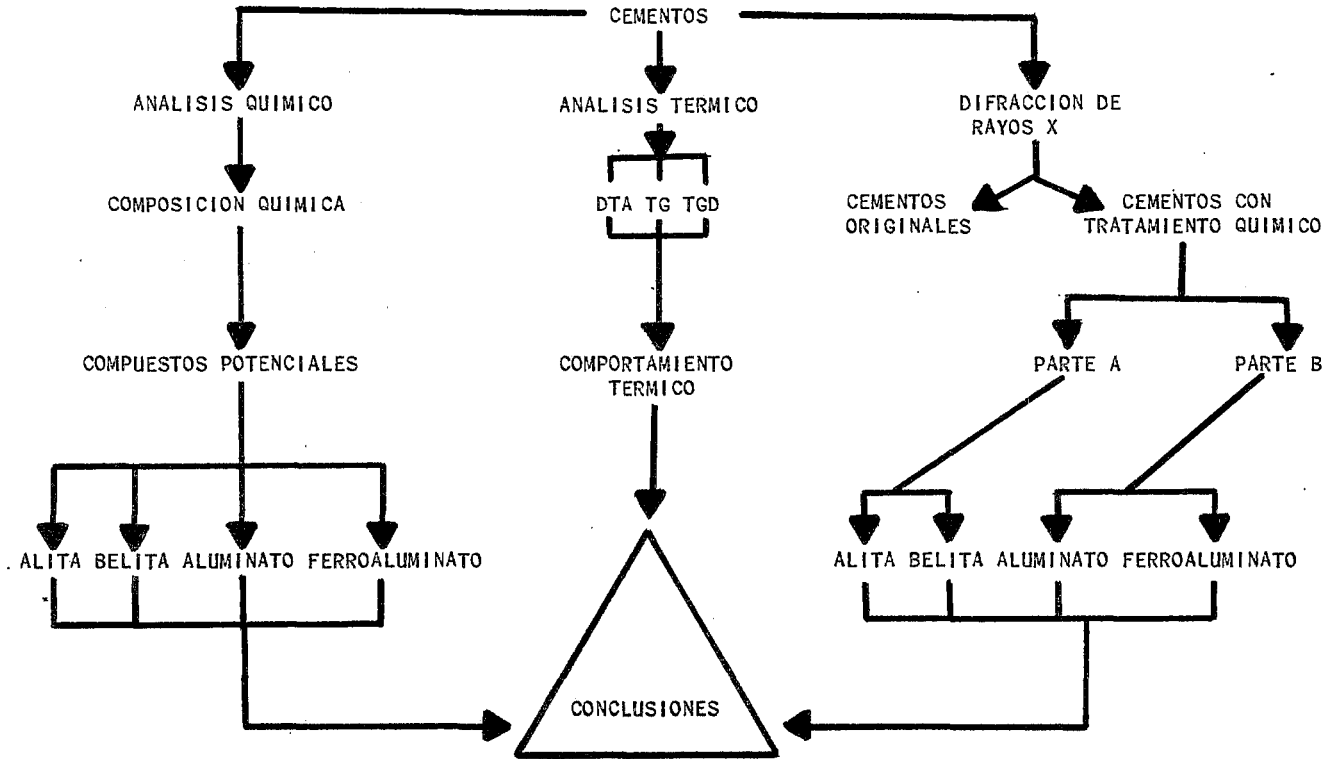 CEMENTOS
ANALISIS QUIMICO
ANALISIS TERMICO
DIFRACCION DE
RAYOS X
COMPOSICION QUIMICA
DTA TG TGD
CEMENTOS
ORIGINALES
CEMENTOS CON
TRATAMIENTO QUIMICO
COMPUESTOS POTENCIALES
COMPORTAMIENTO
TERMICO
PARTE A
PARTE B
ALITA BELITA ALUMINATO FERROALUMINATO
ALITA BELITA ALUMINATO FERROALUMINATO
CONCLUSIONES